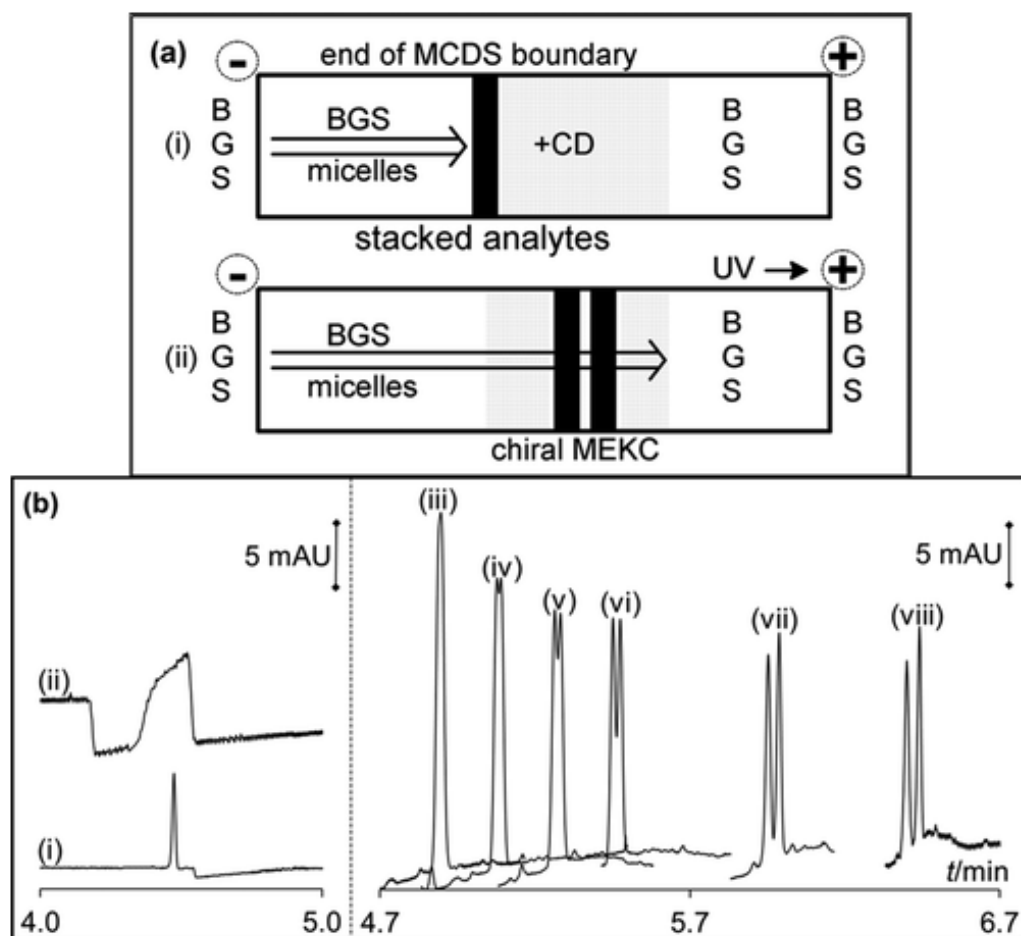 (a)
- end of MCDS boundary +
(i) B G S BGS micelles +CD B G S B G S
stacked analytes
UV → +
-
(ii) B G S BGS micelles B G S B G S
chiral MEKC
(b)
5 mAU
(ii)
(i)
4.0 5.0
(iii)
(iv)
(v)
(vi)
(vii)
(viii)
5 mAU
t/min
4.7 5.7 6.7